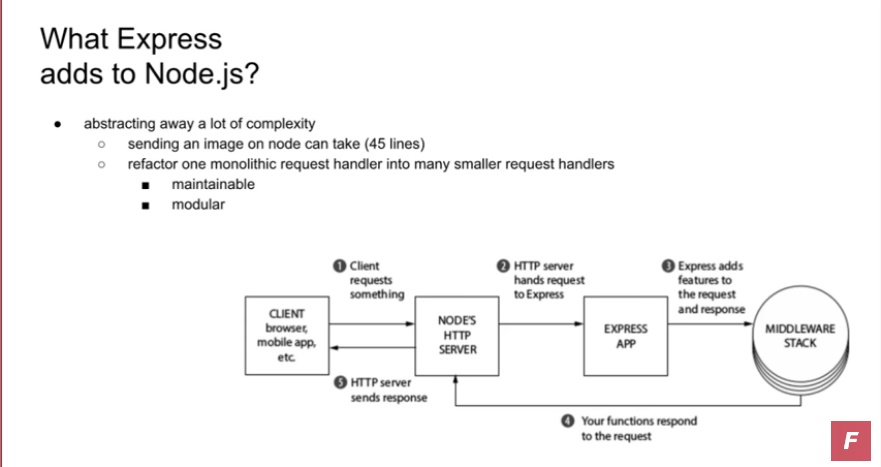 What Express
adds to Node.js?
● abstracting away a lot of complexity
○ sending an image on node can take (45 lines)
○ refactor one monolithic request handler into many smaller request handlers
■ maintainable
■ modular
1 Client
requests
something
2 HTTP server
hands request
to Express
3 Express adds
features to
the request
and response
CLIENT
browser,
mobile app,
etc.
NODE'S
HTTP
SERVER
EXPRESS
APP
MIDDLEWARE
STACK
5 HTTP server
sends response
4 Your functions respond
to the request
F